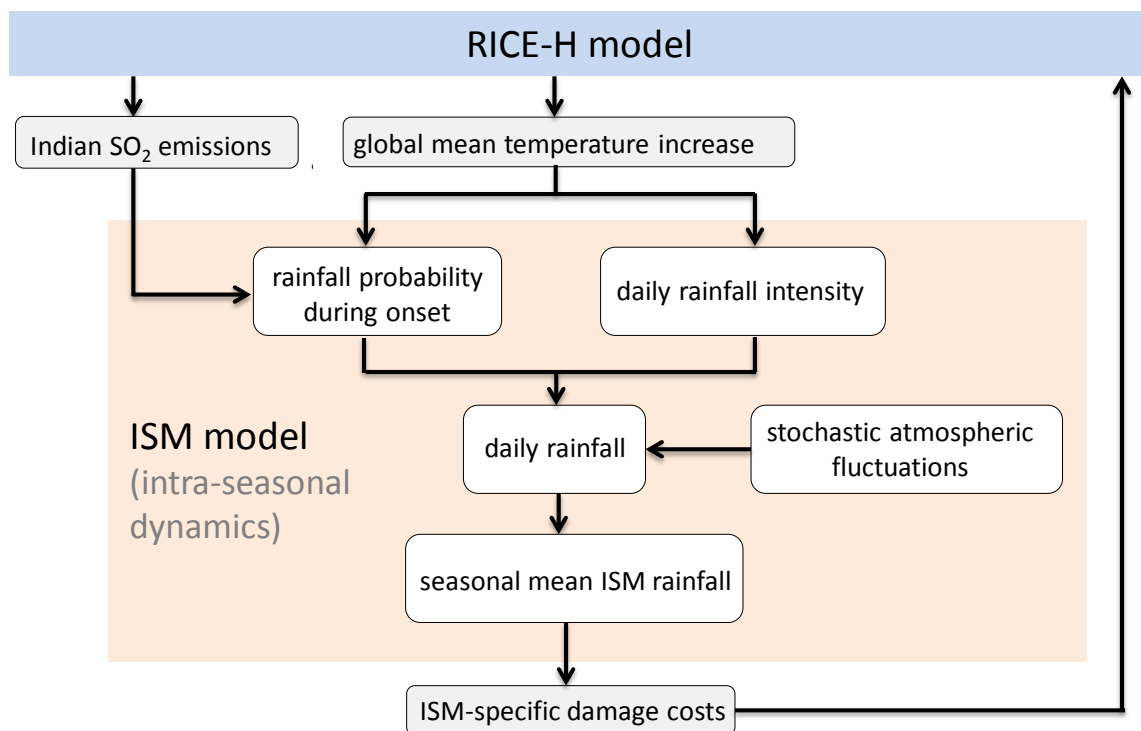 RICE-H model
Indian SO₂ emissions
global mean temperature increase
rainfall probability
during onset
daily rainfall intensity
ISM model
(intra-seasonal
dynamics)
daily rainfall
stochastic atmospheric
fluctuations
seasonal mean ISM rainfall
ISM-specific damage costs